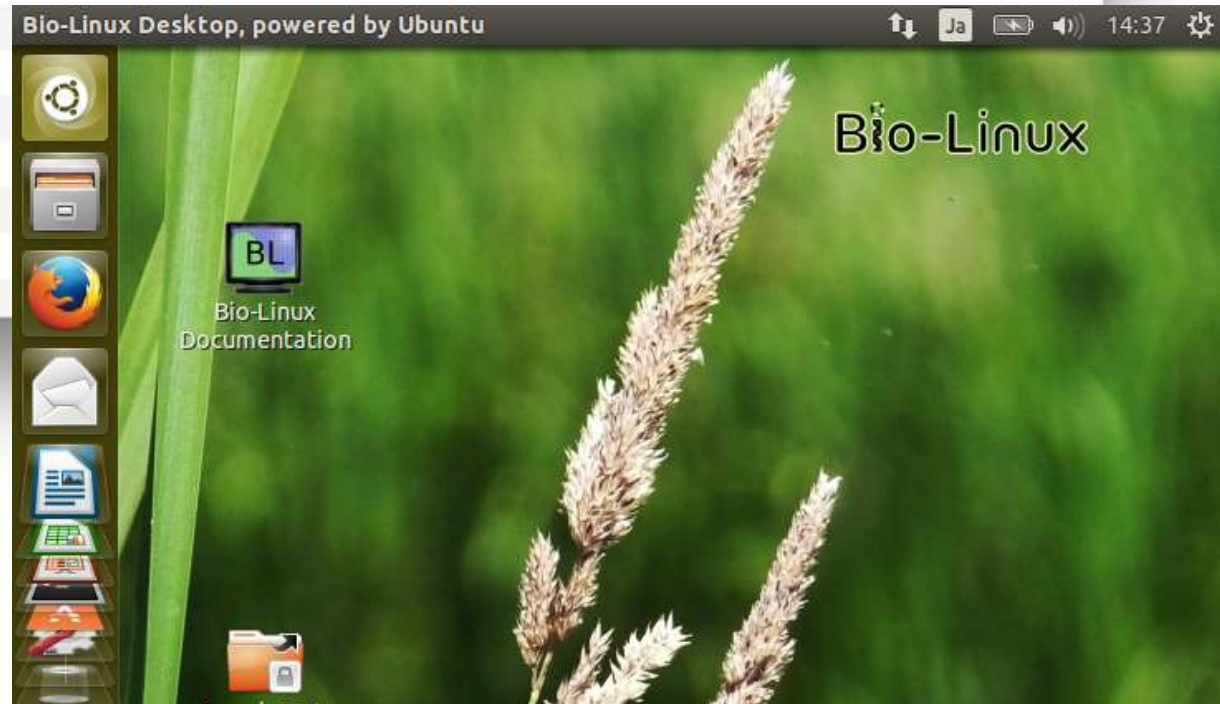 Bio-Linux Desktop, powered by Ubuntu
Ja
14:37
Bio-Linux
BL
Bio-Linux
Documentation